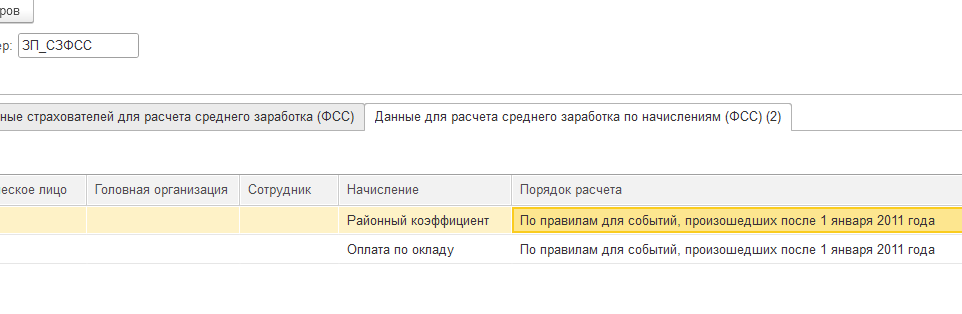 ров
ер: ЗП_СЗФСС
ные страхователей для расчета среднего заработка (ФСС) Данные для расчета среднего заработка по начислениям (ФСС) (2)
еское лицо Головная организация Сотрудник Начисление Порядок расчета
Районный коэффициент По правилам для событий, произошедших после 1 января 2011 года
Оплата по окладу По правилам для событий, произошедших после 1 января 2011 года